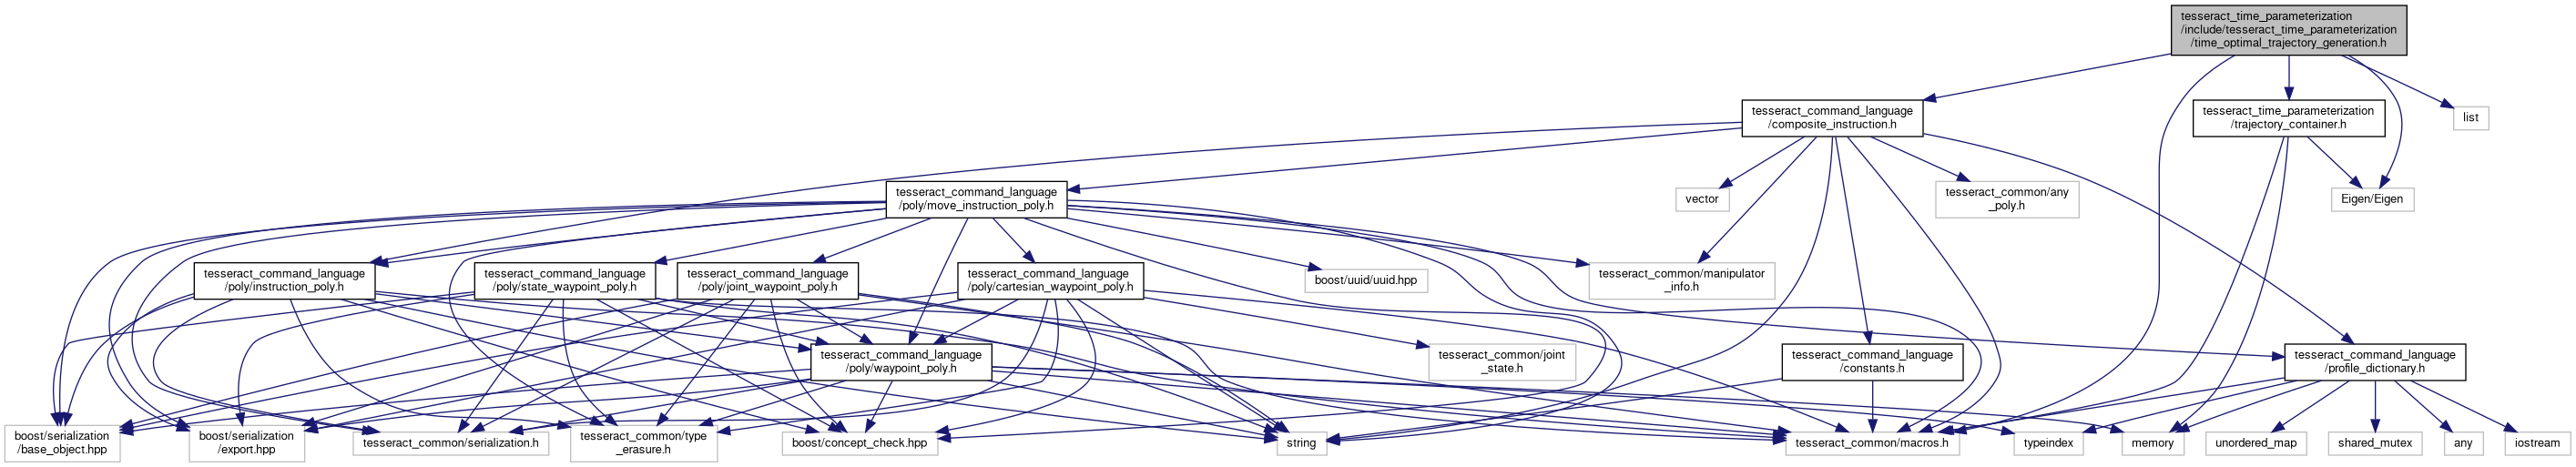 tesseract_time_parameterization
/include/tesseract_time_parameterization
/time_optimal_trajectory_generation.h
tesseract_command_language
/composite_instruction.h
tesseract_time_parameterization
/trajectory_container.h
list
tesseract_command_language
/poly/move_instruction_poly.h
vector
tesseract_common/any
_poly.h
Eigen/Eigen
tesseract_command_language
/poly/instruction_poly.h
tesseract_command_language
/poly/state_waypoint_poly.h
tesseract_command_language
/poly/joint_waypoint_poly.h
tesseract_command_language
/poly/cartesian_waypoint_poly.h
boost/uuid/uuid.hpp
tesseract_common/manipulator
_info.h
tesseract_command_language
/poly/waypoint_poly.h
tesseract_common/joint
_state.h
tesseract_command_language
/constants.h
tesseract_command_language
/profile_dictionary.h
boost/serialization
/base_object.hpp
boost/serialization
/export.hpp
tesseract_common/serialization.h
tesseract_common/type
_erasure.h
boost/concept_check.hpp
string
tesseract_common/macros.h
typeindex
memory
unordered_map
shared_mutex
any
iostream